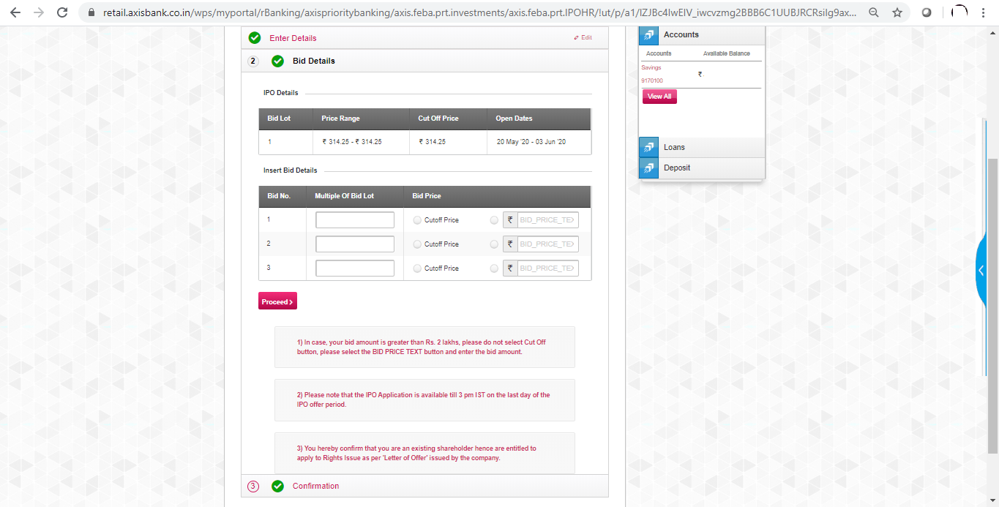 retail.axisbank.co.in/wps/myportal/rBanking/axisprioritybanking/axis.feba.prt.investments/axis.feba.prt.IPOHR/!ut/p/a1/
Enter Details
Edit
2 Bid Details
IPO Details
Bid Lot Price Range Cut Off Price Open Dates
1 ₹ 314.25 - ₹ 314.25 ₹ 314.25 20 May '20 - 03 Jun '20
Insert Bid Details
Bid No. Multiple Of Bid Lot Bid Price
1 Cutoff Price ₹ BID_PRICE_TEX
2 Cutoff Price ₹ BID_PRICE_TEX
3 Cutoff Price ₹ BID_PRICE_TEX
Proceed
1) In case, your bid amount is greater than Rs. 2 lakhs, please do not select Cut Off
button, please select the BID PRICE TEXT button and enter the bid amount.
2) Please note that the IPO Application is available till 3 pm IST on the last day of the
IPO offer period.
3) You hereby confirm that you are an existing shareholder hence are entitled to
apply to Rights Issue as per 'Letter of Offer' issued by the company.
3 Confirmation
Accounts
Accounts Available Balance
Savings
₹
9170100
View All
Loans
Deposit